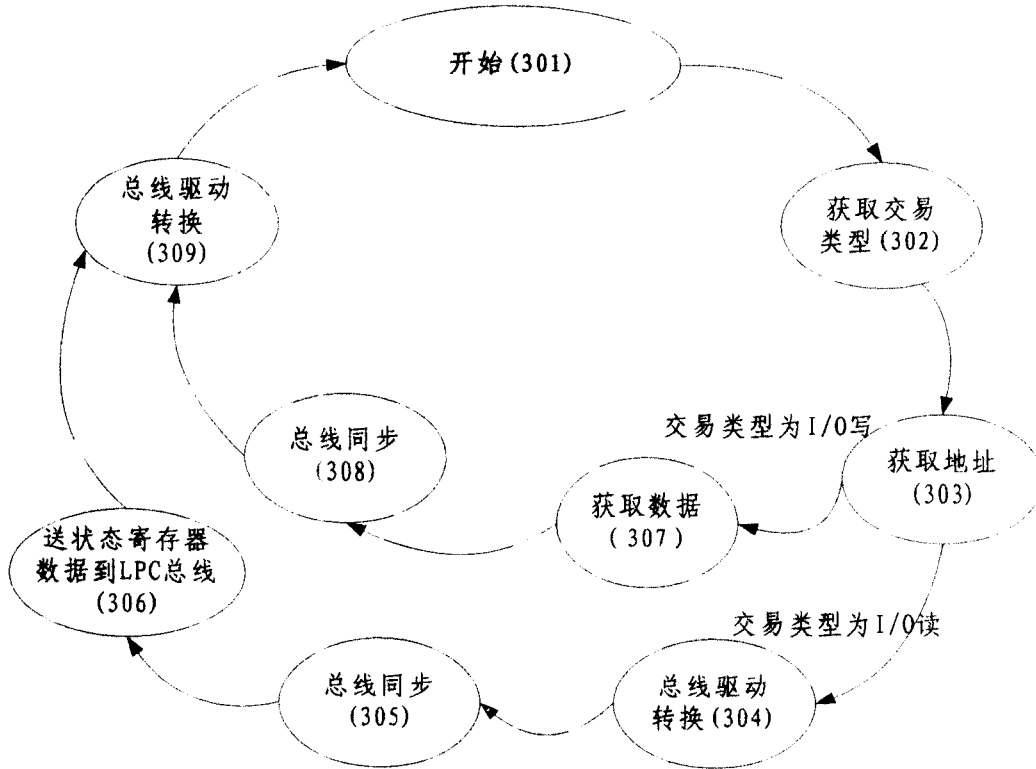 开始(301)
总线驱动
转换
(309)
获取交易
类型(302)
交易类型为I/O写
总线同步
(308)
获取地址
(303)
获取数据
(307)
送状态寄存器
数据到LPC总线
(306)
交易类型为I/O读
总线同步
(305)
总线驱动
转换(304)